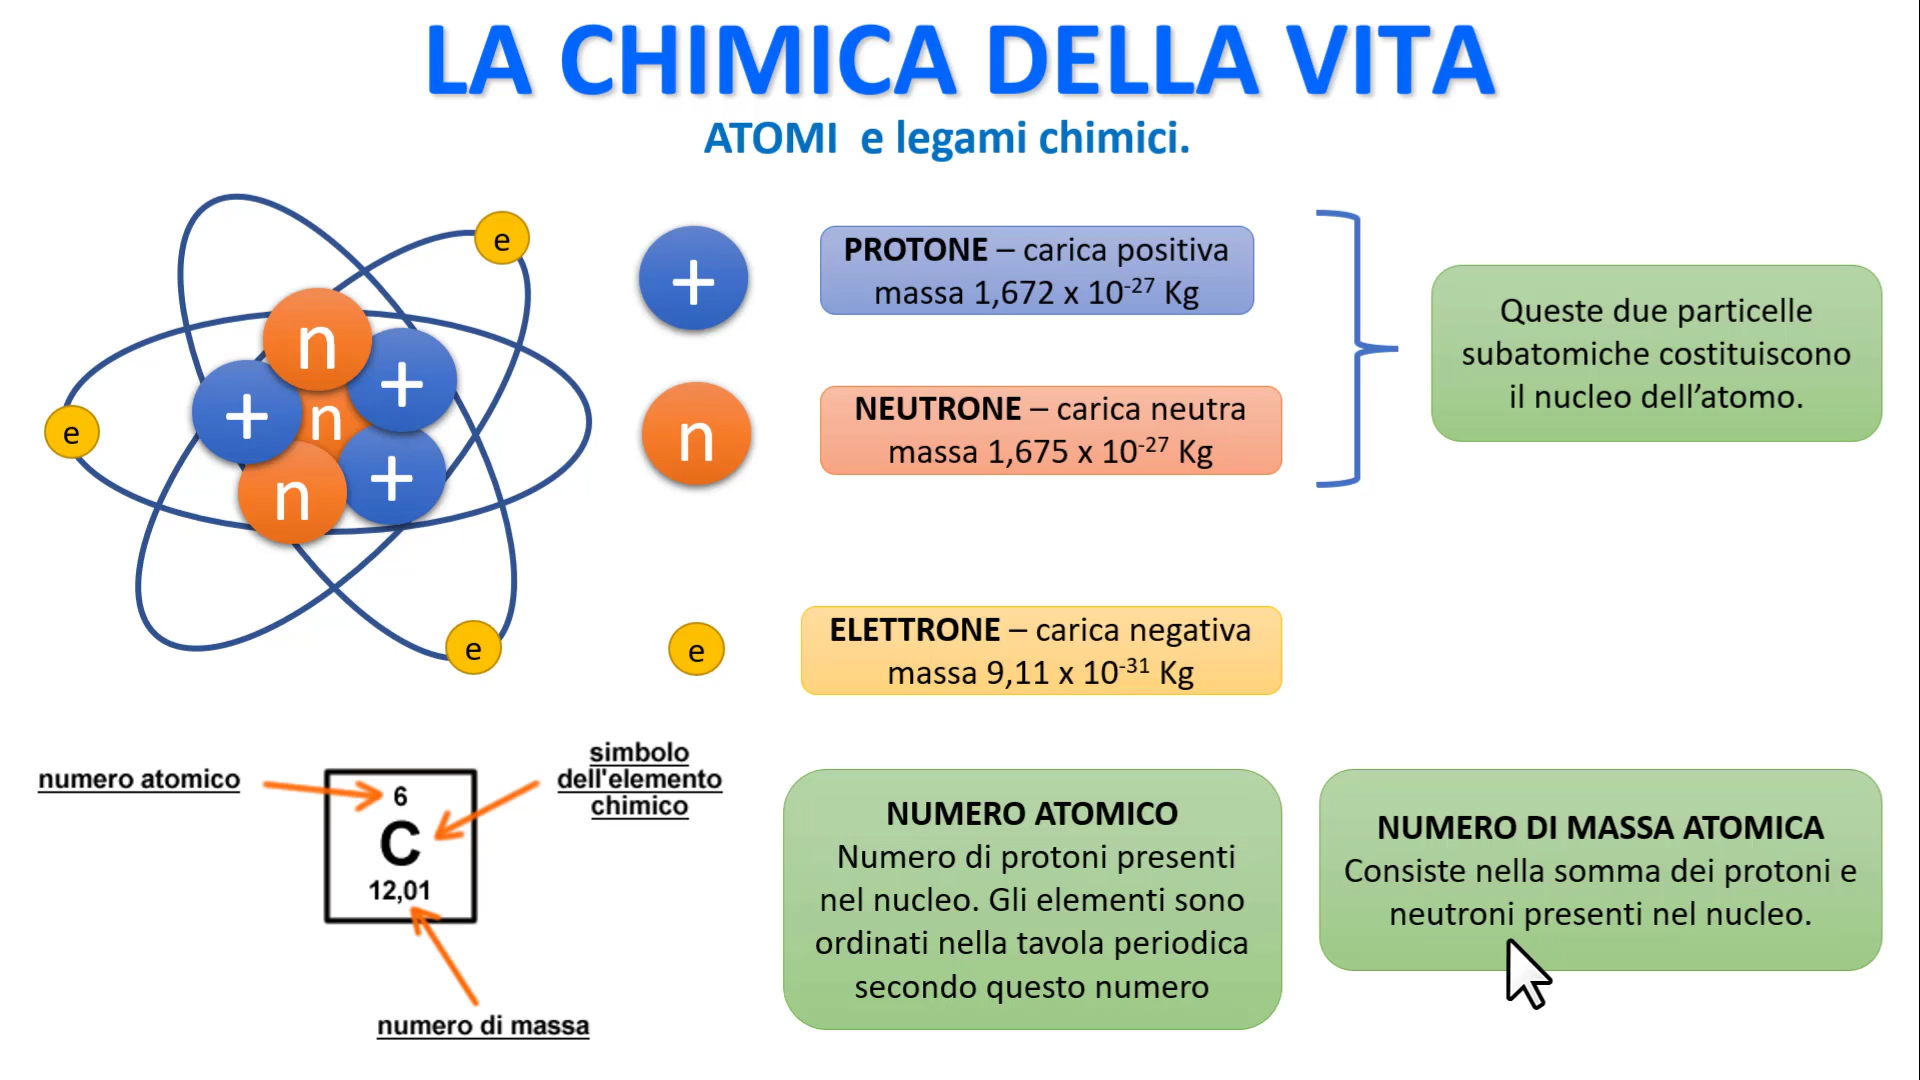 LA CHIMICA DELLA VITA
ATOMI e legami chimici.
e
n
+
+
n
e
+
n
e
+
PROTONE – carica positiva
massa 1,672 x 10⁻²⁷ Kg
n
NEUTRONE – carica neutra
massa 1,675 x 10⁻²⁷ Kg
Queste due particelle
subatomiche costituiscono
il nucleo dell’atomo.
e
ELETTRONE – carica negativa
massa 9,11 x 10⁻³¹ Kg
numero atomico
6
C
12,01
simbolo
dell'elemento
chimico
numero di massa
NUMERO ATOMICO
Numero di protoni presenti
nel nucleo. Gli elementi sono
ordinati nella tavola periodica
secondo questo numero
NUMERO DI MASSA ATOMICA
Consiste nella somma dei protoni e
neutroni presenti nel nucleo.